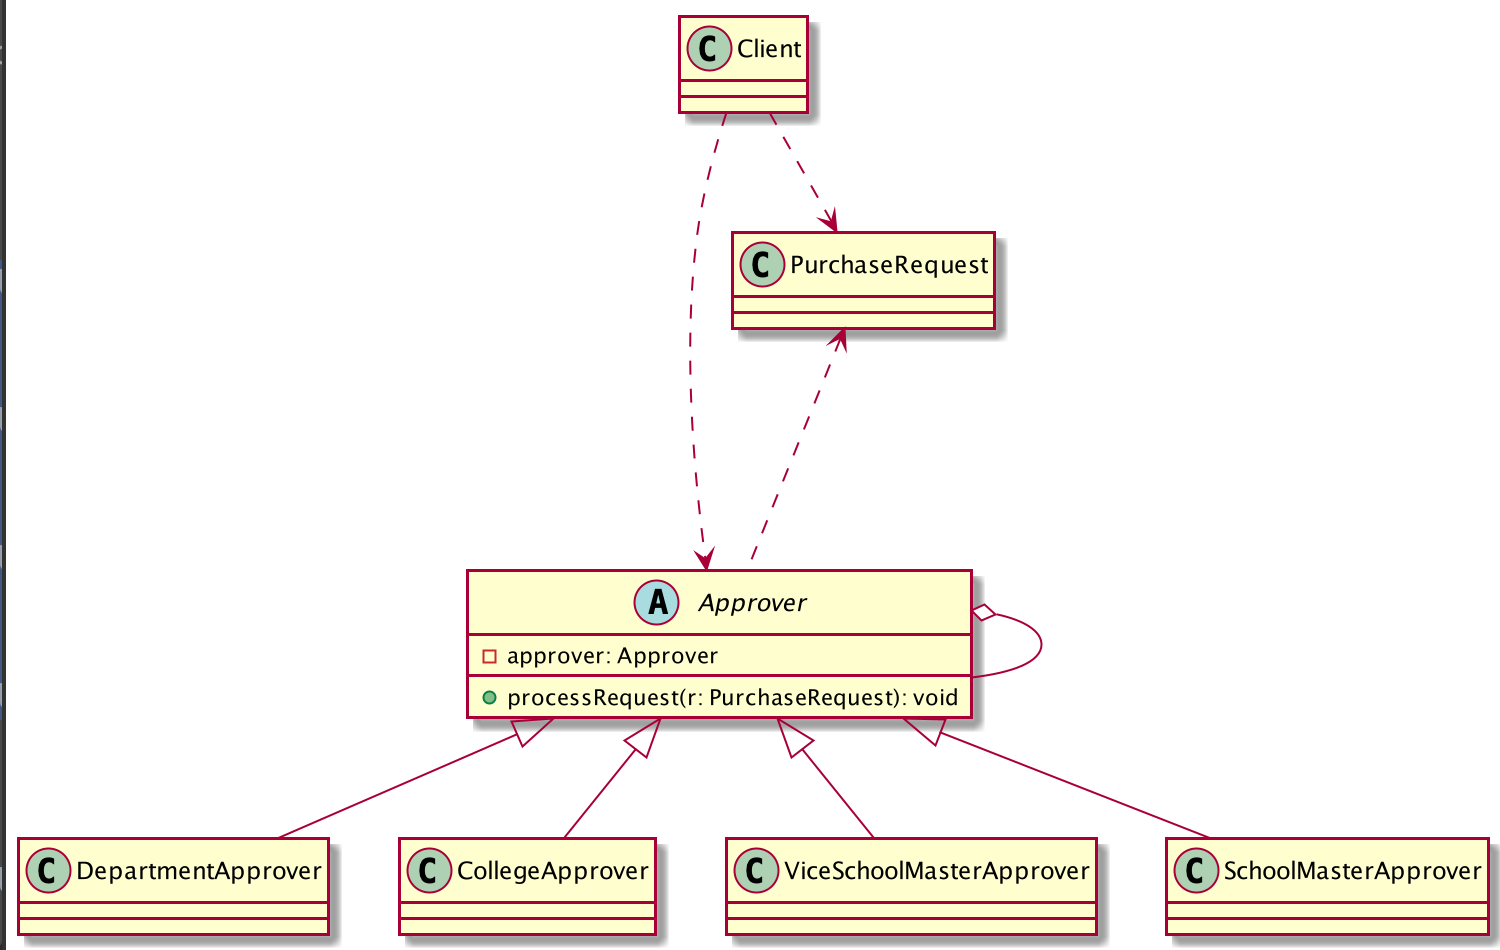 C Client
C PurchaseRequest
A Approver
approver: Approver
processRequest(r: PurchaseRequest): void
C DepartmentApprover
C CollegeApprover
C ViceSchoolMasterApprover
C SchoolMasterApprover